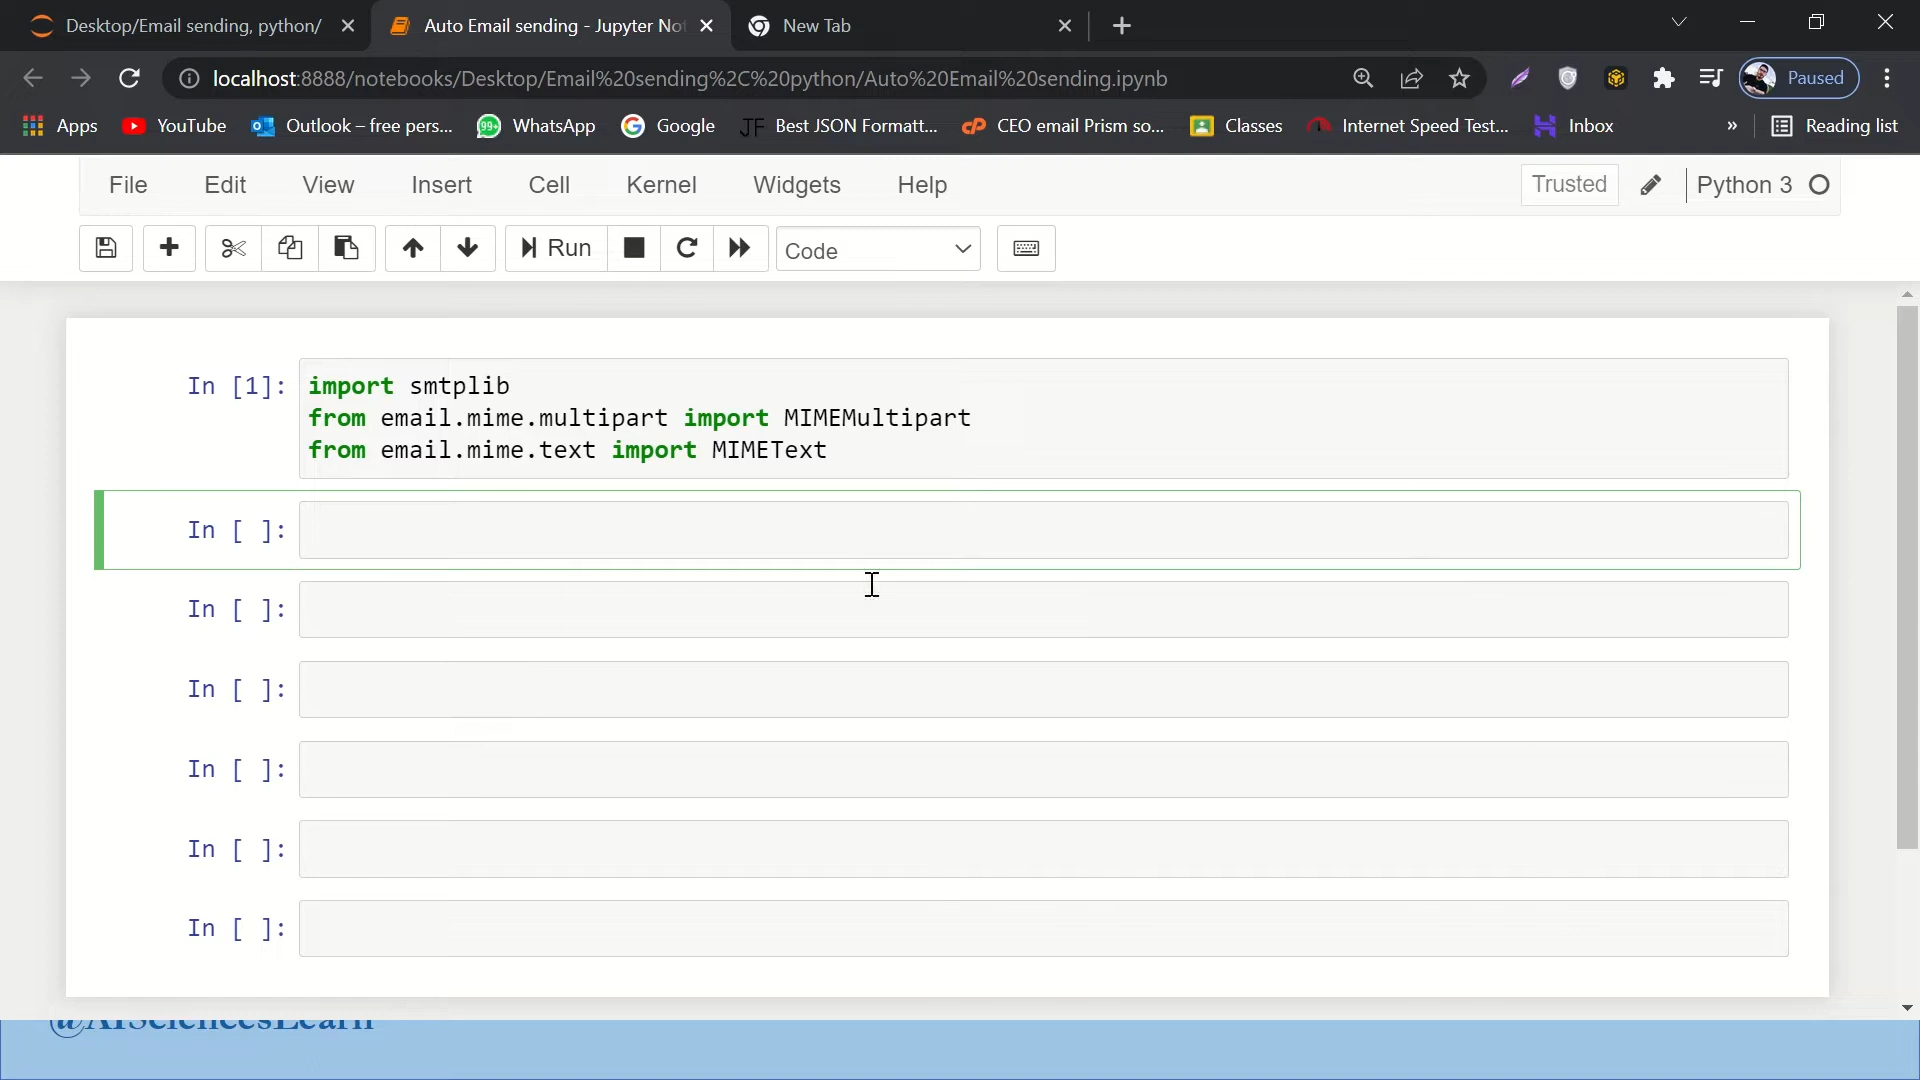 Desktop/Email sending, python/
Auto Email sending - Jupyter No
New Tab
localhost:8888/notebooks/Desktop/Email%20sending%2C%20python/Auto%20Email%20sending.ipynb
Paused
Apps
YouTube
Outlook – free pers...
99+
WhatsApp
Google
JF
Best JSON Formatt...
CEO email Prism so...
Classes
Internet Speed Test...
Inbox
»
Reading list
File
Edit
View
Insert
Cell
Kernel
Widgets
Help
Trusted
Python 3
Run
Code
In [1]:
import smtplib
from email.mime.multipart import MIMEMultipart
from email.mime.text import MIMEText
In [ ]:
In [ ]:
In [ ]:
In [ ]:
In [ ]:
In [ ]:
@AISciencesLearn